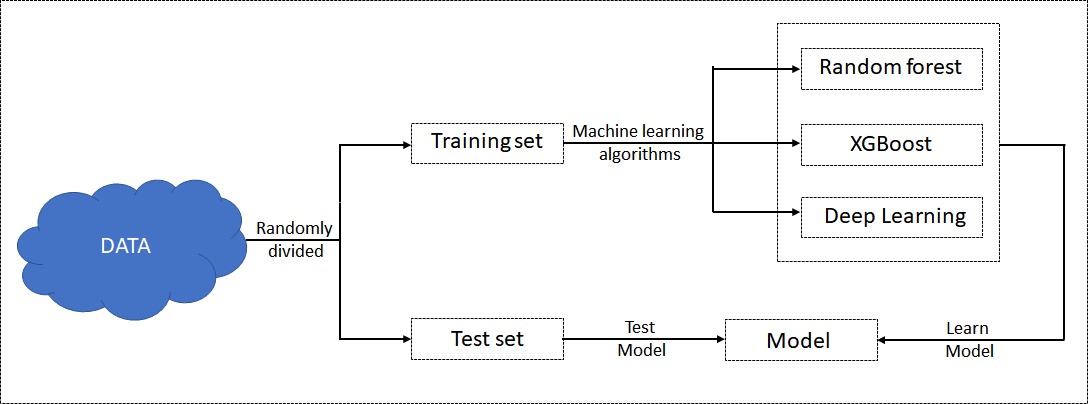 DATA
Randomly
divided
Training set
Machine learning
algorithms
Random forest
XGBoost
Deep Learning
Test set
Test
Model
Model
Learn
Model